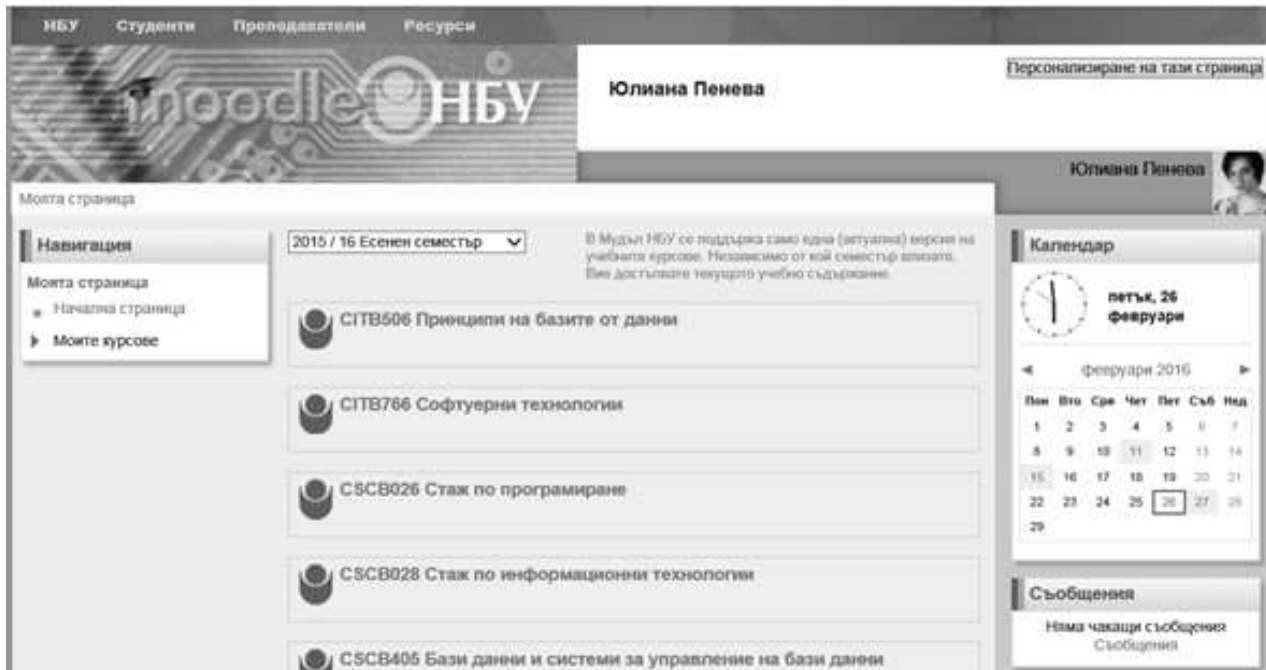 НБУ Студенти Преподаватели Ресурси
moodle НБУ
Юлиана Пенева
Персонализиране на тази страница
Юлиана Пенева
Моята страница
Навигация
Моята страница
Начална страница
Моите курсове
2015 / 16 Есенен семестър
В Мудъл НБУ се поддържа само една (актуална) версия на
учебните курсове. Независимо от кой семестър влизате,
Вие достъпвате текущото учебно съдържание.
CITB506 Принципи на базите от данни
CITB766 Софтуерни технологии
CSCB026 Стаж по програмиране
CSCB028 Стаж по информационни технологии
CSCB405 Бази данни и системи за управление на бази данни
Календар
петък, 26
февруари
февруари 2016
Пон Вто Сря Чет Пет Съб Нед
1 2 3 4 5 6 7
8 9 10 11 12 13 14
15 16 17 18 19 20 21
22 23 24 25 26 27 28
29
Съобщения
Няма чакащи съобщения
Съобщения